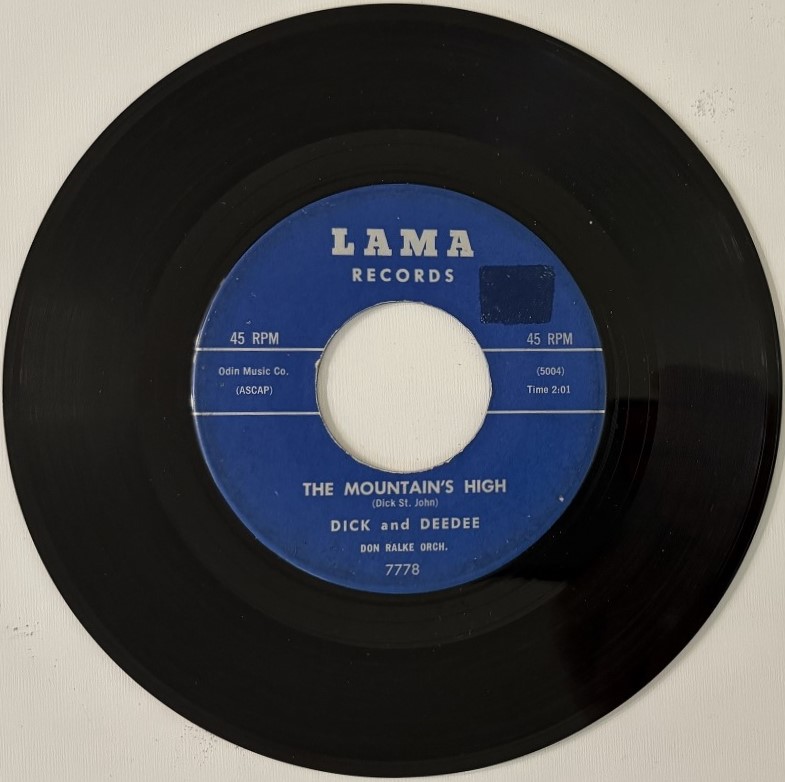 LAMA
RECORDS
45 RPM
45 RPM
Odin Music Co.
(ASCAP)
(5004)
Time 2:01
THE MOUNTAIN'S HIGH
(Dick St. John)
DICK and DEEDEE
DON RALKE ORCH.
7778